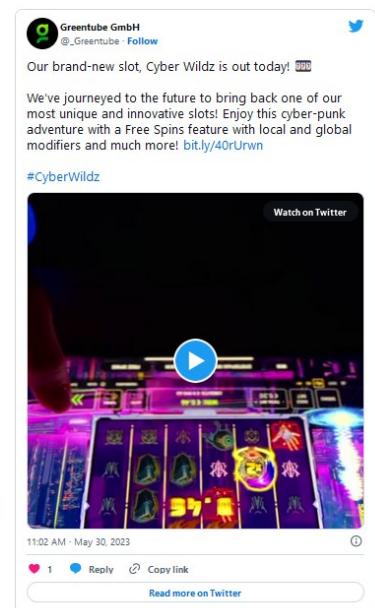 Greentube GmbH
@_Greentube · Follow
Our brand-new slot, Cyber Wildz is out today! 🎰
We've journeyed to the future to bring back one of our
most unique and innovative slots! Enjoy this cyber-punk
adventure with a Free Spins feature with local and global
modifiers and much more! bit.ly/40rUrwn
#CyberWildz
Watch on Twitter
11:02 AM · May 30, 2023
1 Reply Copy link
Read more on Twitter